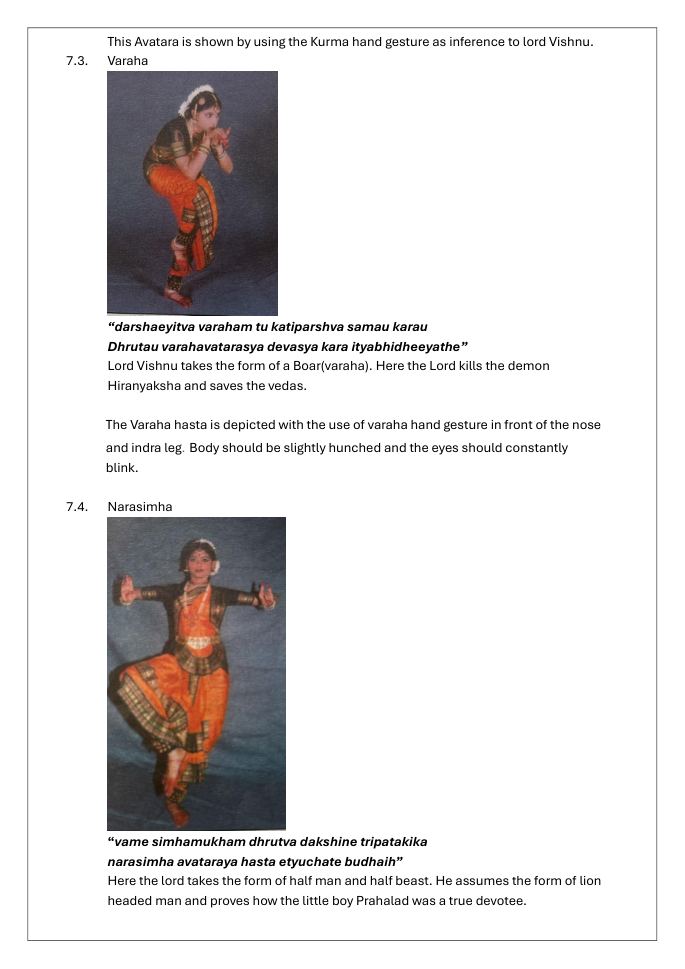 This Avatara is shown by using the Kurma hand gesture as inference to lord Vishnu.
7.3. Varaha
“darshaeyitva varaham tu katiparshva samau karau
Dhrutau varahavatarasya devasya kara ityabhidheeyathe”
Lord Vishnu takes the form of a Boar(varaha). Here the Lord kills the demon
Hiranyaksha and saves the vedas.
The Varaha hasta is depicted with the use of varaha hand gesture in front of the nose
and indra leg. Body should be slightly hunched and the eyes should constantly
blink.
7.4. Narasimha
“vame simhamukham dhrutva dakshine tripatakika
narasimha avataraya hasta etyuchate budhaih”
Here the lord takes the form of half man and half beast. He assumes the form of lion
headed man and proves how the little boy Prahalad was a true devotee.